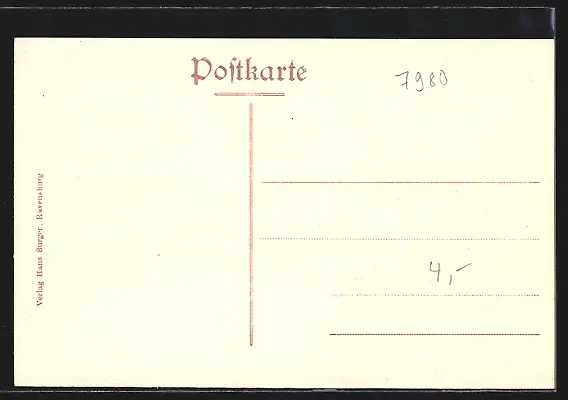 Poſtkarte
7980
4,-
Verlag Hans Burger, Ravensburg